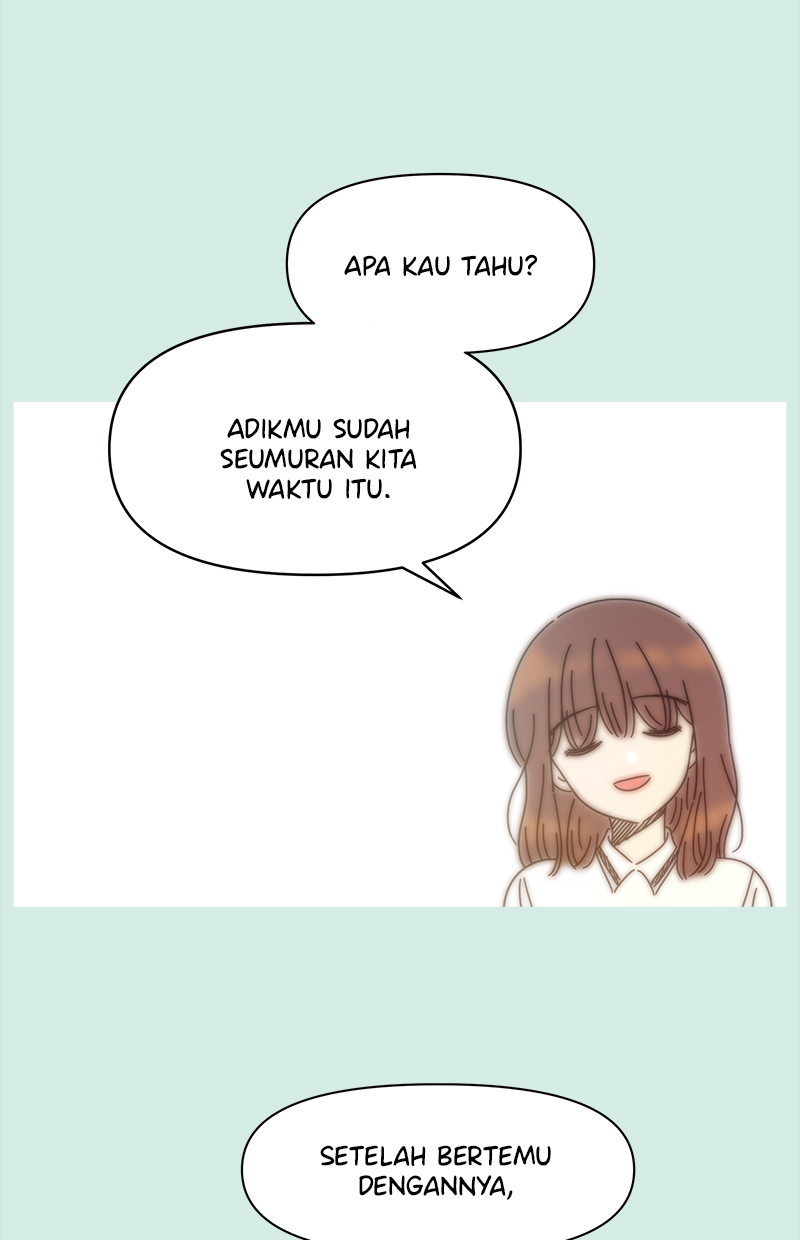 APA KAU TAHU?
ADIKMU SUDAH
SEUMURAN KITA
WAKTU ITU.
SETELAH BERTEMU
DENGANNYA,